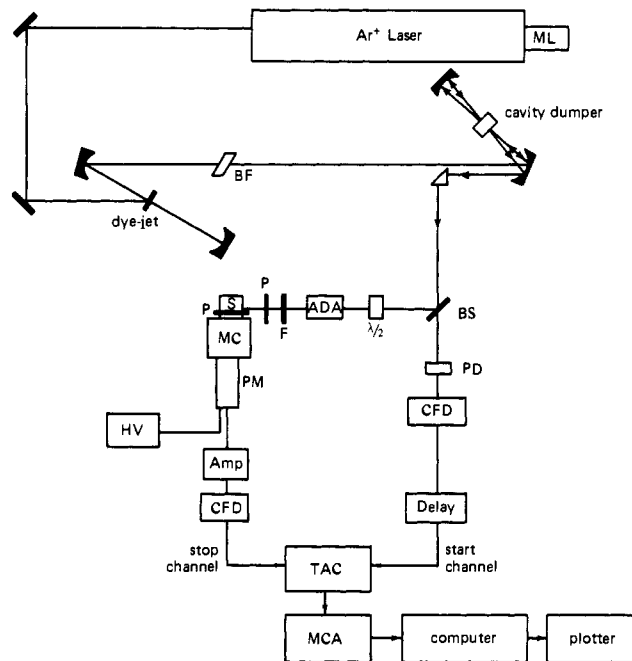 Ar⁺ Laser
ML
cavity dumper
BF
dye-jet
P
S
P
F
ADA
λ/2
BS
MC
PM
PD
CFD
HV
Amp
CFD
Delay
stop
channel
TAC
start
channel
MCA
computer
plotter